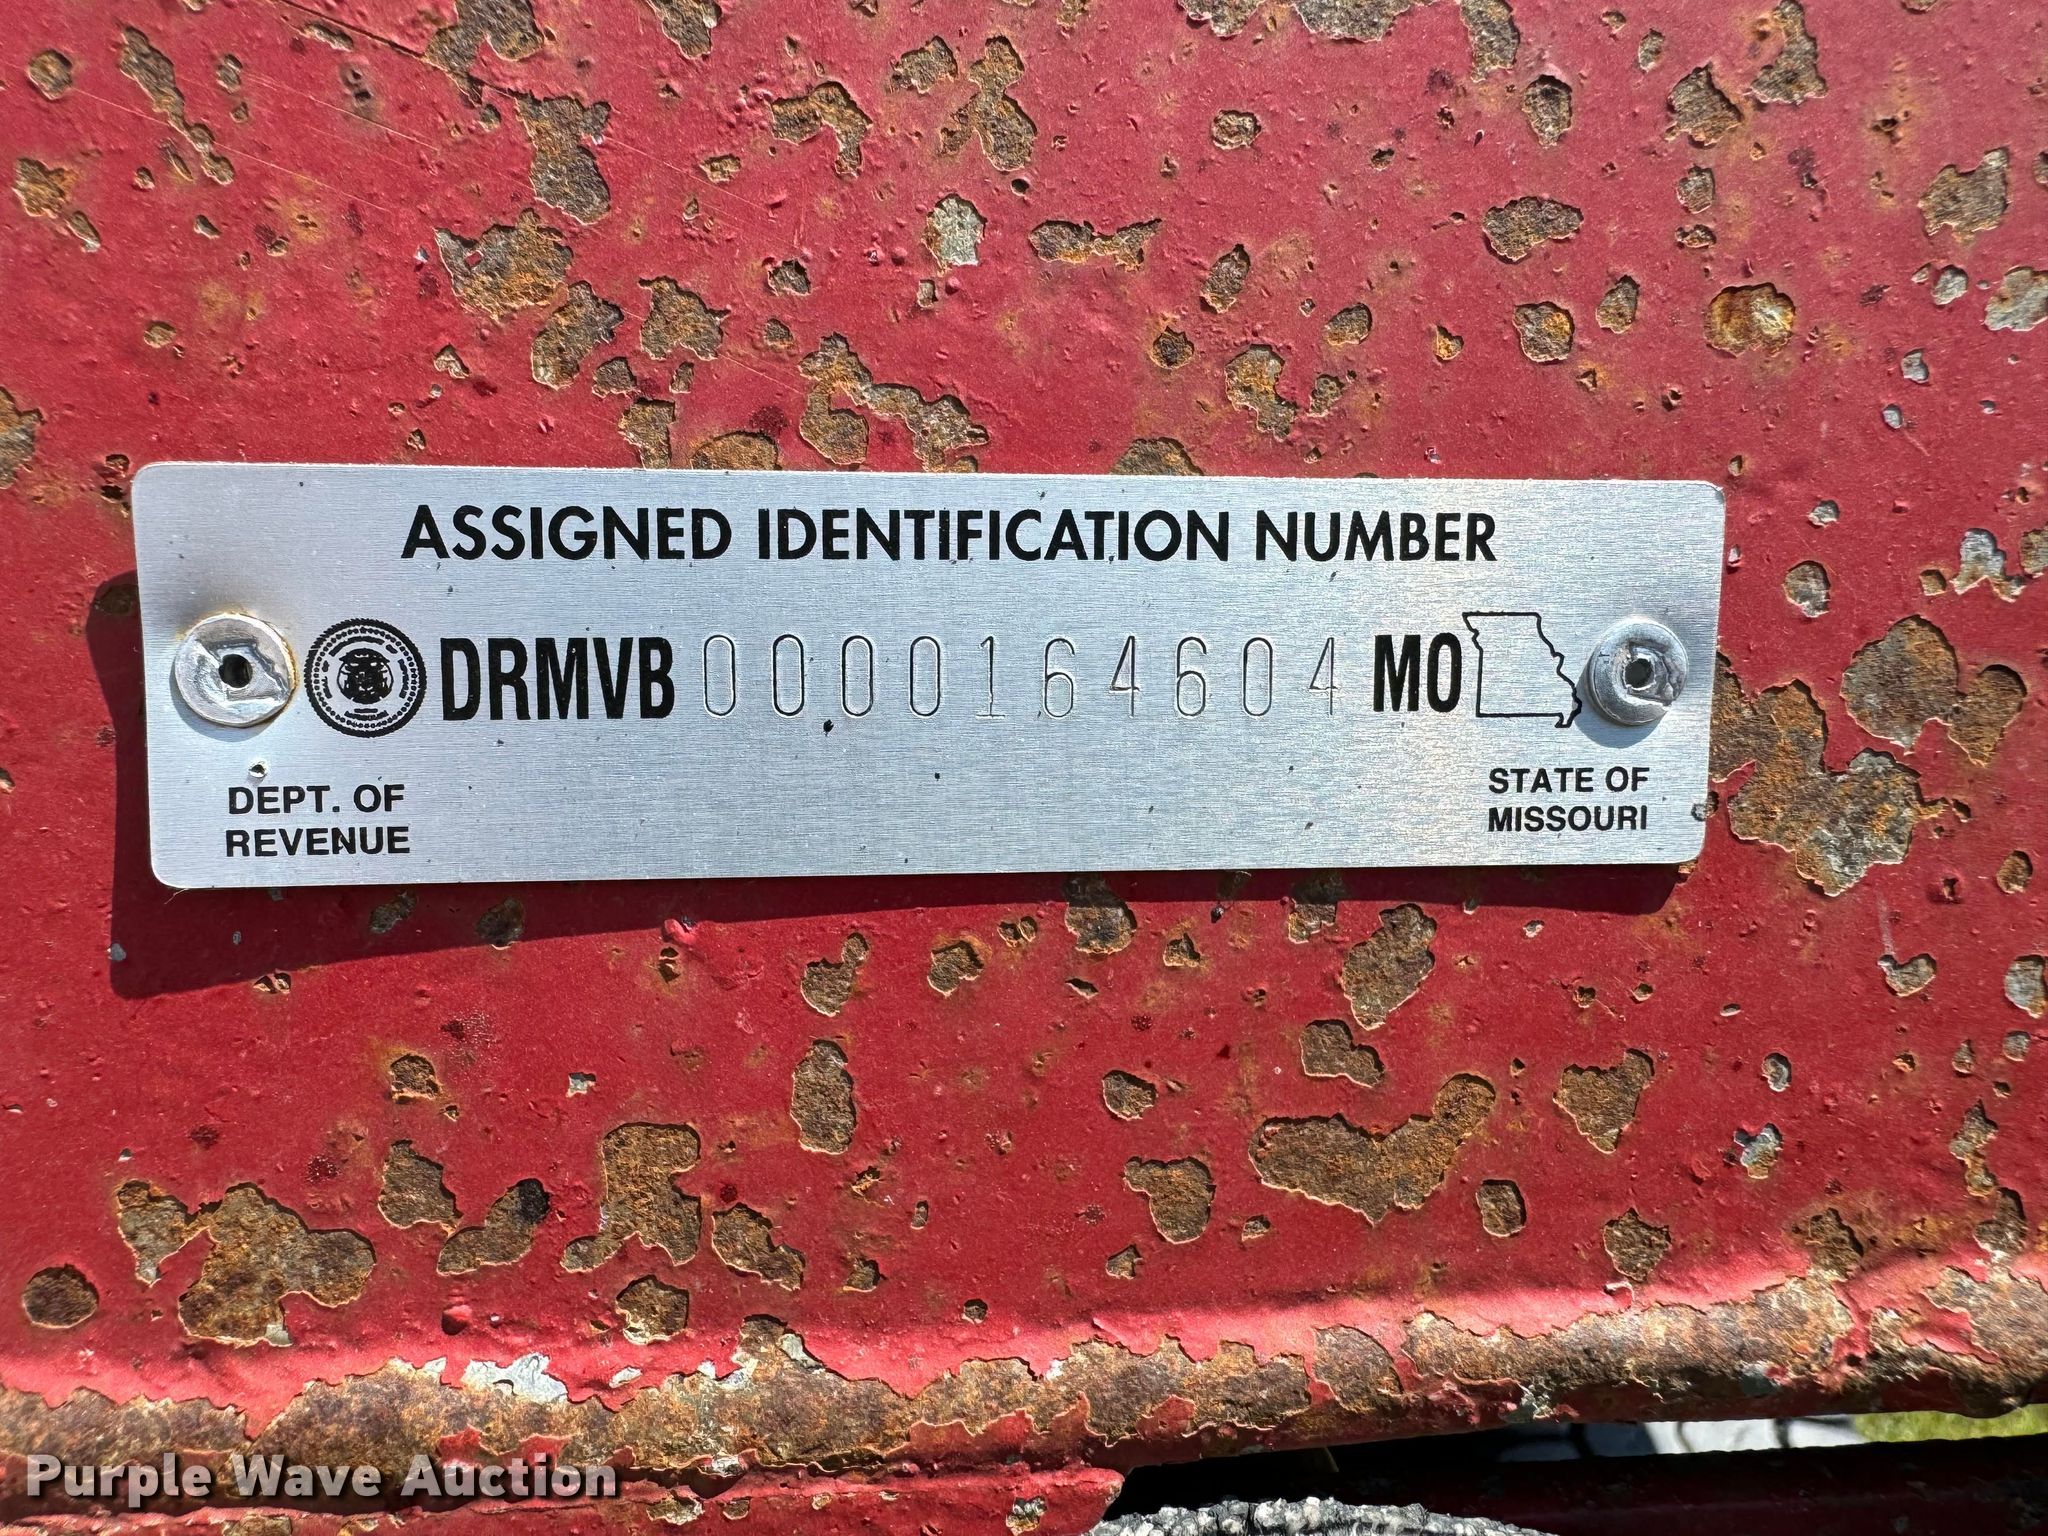 ASSIGNED IDENTIFICATION NUMBER
DRMVB 0000164604 MO
DEPT. OF
REVENUE
STATE OF
MISSOURI
Purple Wave Auction